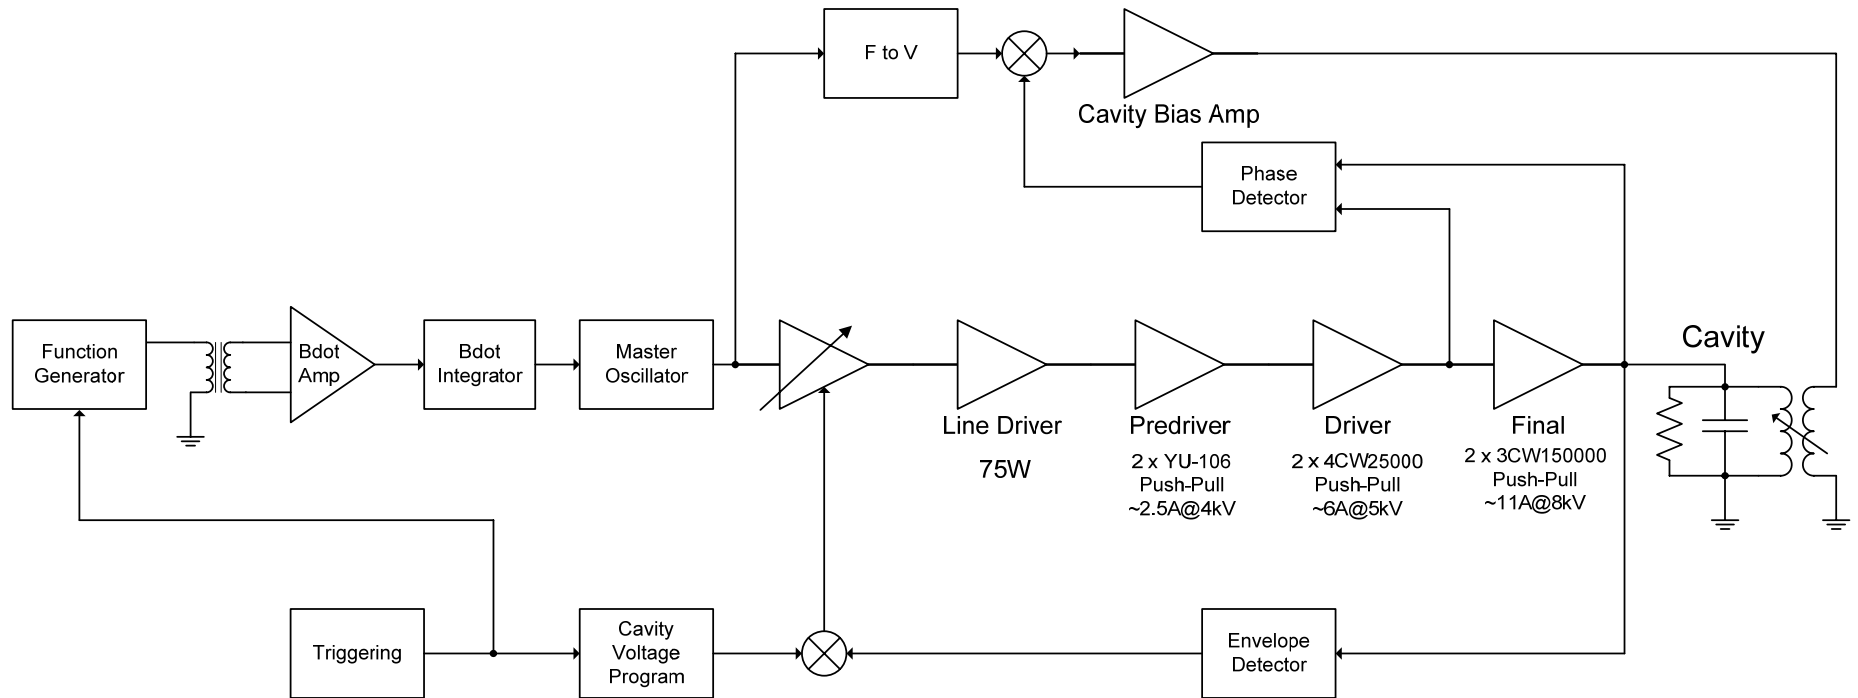 F to V
Cavity Bias Amp
Phase
Detector
Function
Generator
Bdot
Amp
Bdot
Integrator
Master
Oscillator
Cavity
Line Driver
75W
Predriver
2 x YU-106
Push-Pull
~2.5A@4kV
Driver
2 x 4CW25000
Push-Pull
~6A@5kV
Final
2 x 3CW150000
Push-Pull
~11A@8kV
Triggering
Cavity
Voltage
Program
Envelope
Detector